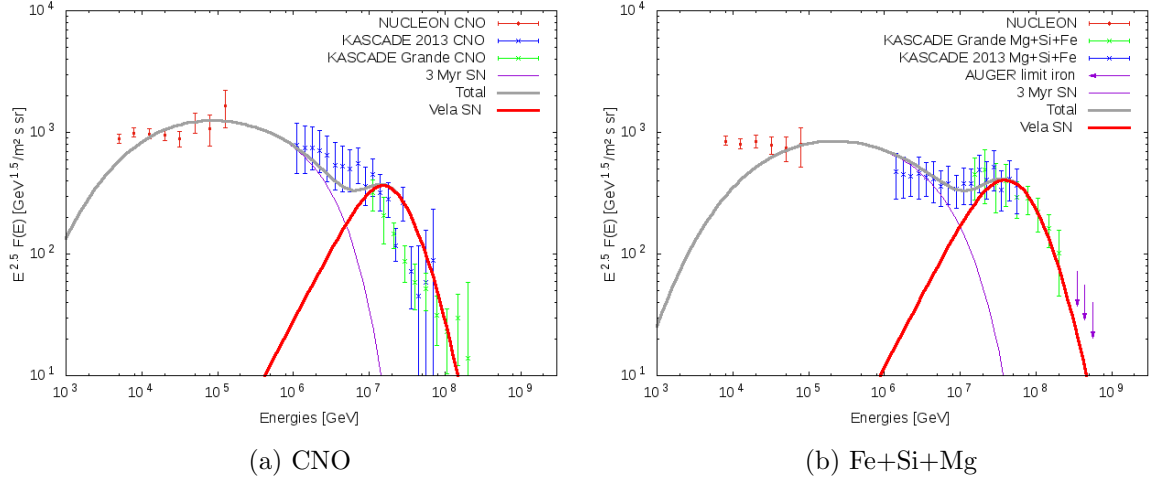 10^4
10^3
10^2
10^1
E^2.5 F(E) [GeV^1.5/m² s sr]
NUCLEON CNO
KASCADE 2013 CNO
KASCADE Grande CNO
3 Myr SN
Total
Vela SN
10^3 10^4 10^5 10^6 10^7 10^8 10^9
Energies [GeV]
(a) CNO
10^4
10^3
10^2
10^1
E^2.5 F(E) [GeV^1.5/m² s sr]
NUCLEON
KASCADE Grande Mg+Si+Fe
KASCADE 2013 Mg+Si+Fe
AUGER limit iron
3 Myr SN
Total
Vela SN
10^3 10^4 10^5 10^6 10^7 10^8 10^9
Energies [GeV]
(b) Fe+Si+Mg